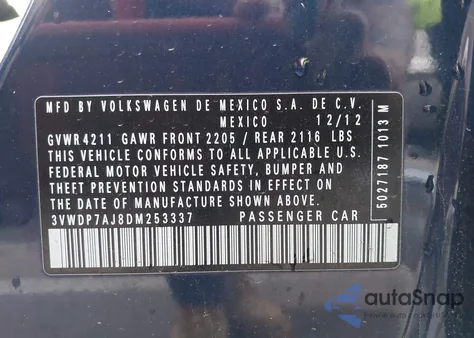 MFD BY VOLKSWAGEN DE MEXICO S.A. DE C.V.
MEXICO 12/12
GVWR 4211 GAWR FRONT 2205 / REAR 2116 LBS
THIS VEHICLE CONFORMS TO ALL APPLICABLE U.S.
FEDERAL MOTOR VEHICLE SAFETY, BUMPER AND
THEFT PREVENTION STANDARDS IN EFFECT ON THE
DATE OF MANUFACTURE SHOWN ABOVE.
3VWDP7AJ8DM253337 PASSENGER CAR
5027187 1013 M
autoSnap